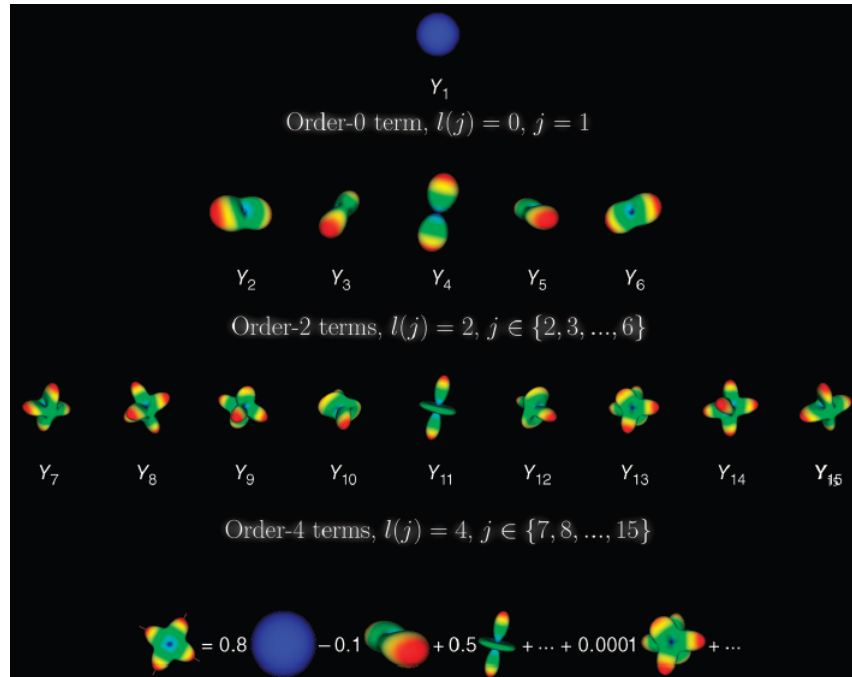 Y₁
Order-0 term, l(j) = 0, j = 1
Y₂ Y₃ Y₄ Y₅ Y₆
Order-2 terms, l(j) = 2, j ∈ {2, 3, ..., 6}
Y₇ Y₈ Y₉ Y₁₀ Y₁₁ Y₁₂ Y₁₃ Y₁₄ Y₁₅
Order-4 terms, l(j) = 4, j ∈ {7, 8, ..., 15}
= 0.8 − 0.1 + 0.5 + ··· + 0.0001 + ···